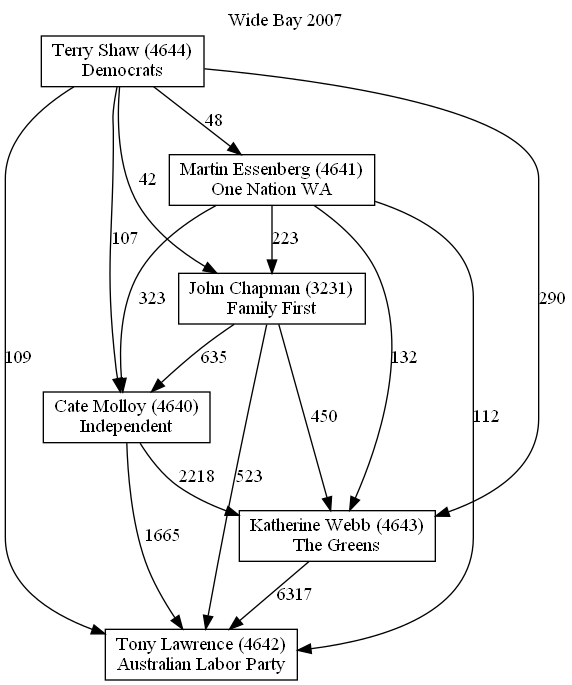 Wide Bay 2007
Terry Shaw (4644)
Democrats
48
Martin Essenberg (4641)
One Nation WA
42
107
223
323
John Chapman (3231)
Family First
290
109
635
132
Cate Molloy (4640)
Independent
450
112
2218
523
1665
Katherine Webb (4643)
The Greens
6317
Tony Lawrence (4642)
Australian Labor Party